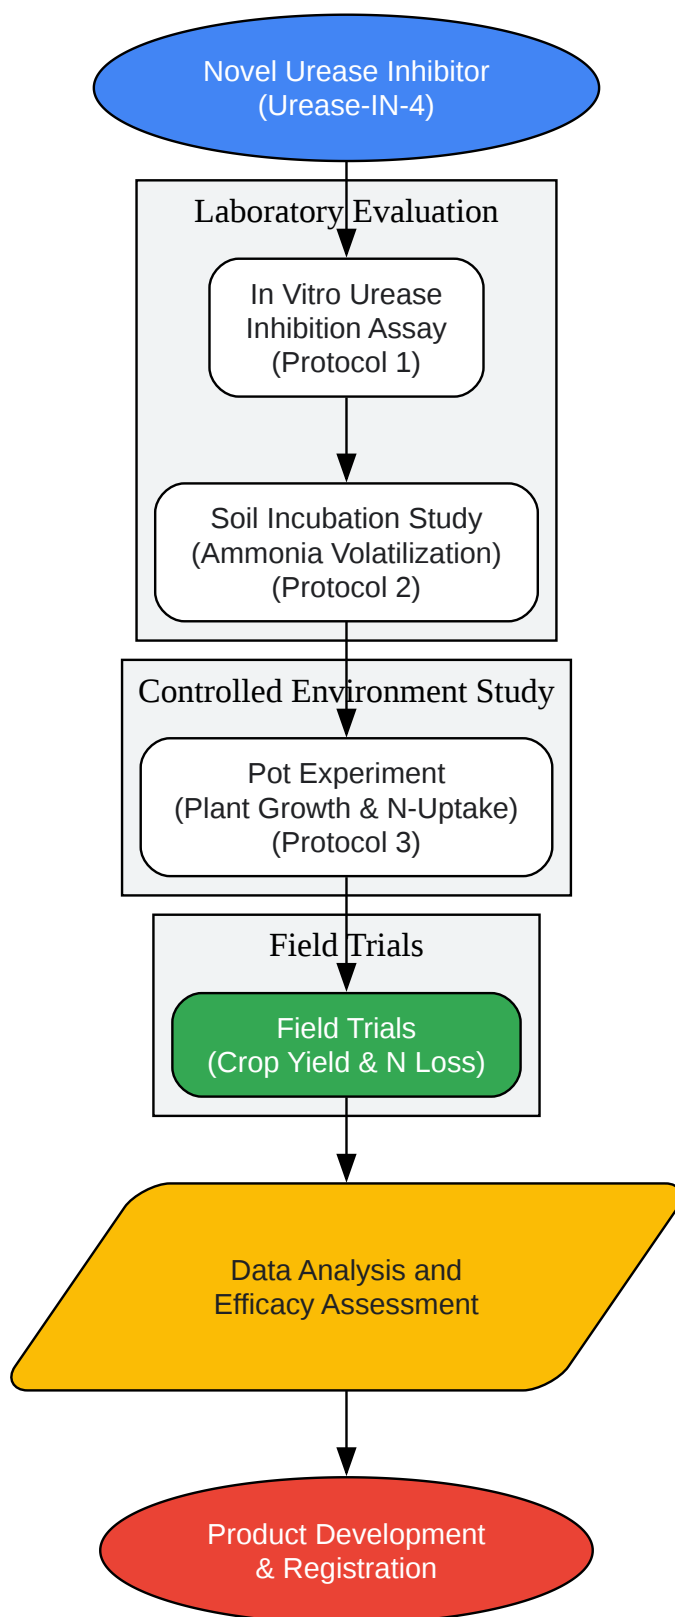 Novel Urease Inhibitor
(Urease-IN-4)
Laboratory Evaluation
In Vitro Urease
Inhibition Assay
(Protocol 1)
Soil Incubation Study
(Ammonia Volatilization)
(Protocol 2)
Controlled Environment Study
Pot Experiment
(Plant Growth & N-Uptake)
(Protocol 3)
Field Trials
Field Trials
(Crop Yield & N Loss)
Data Analysis and
Efficacy Assessment
Product Development
& Registration